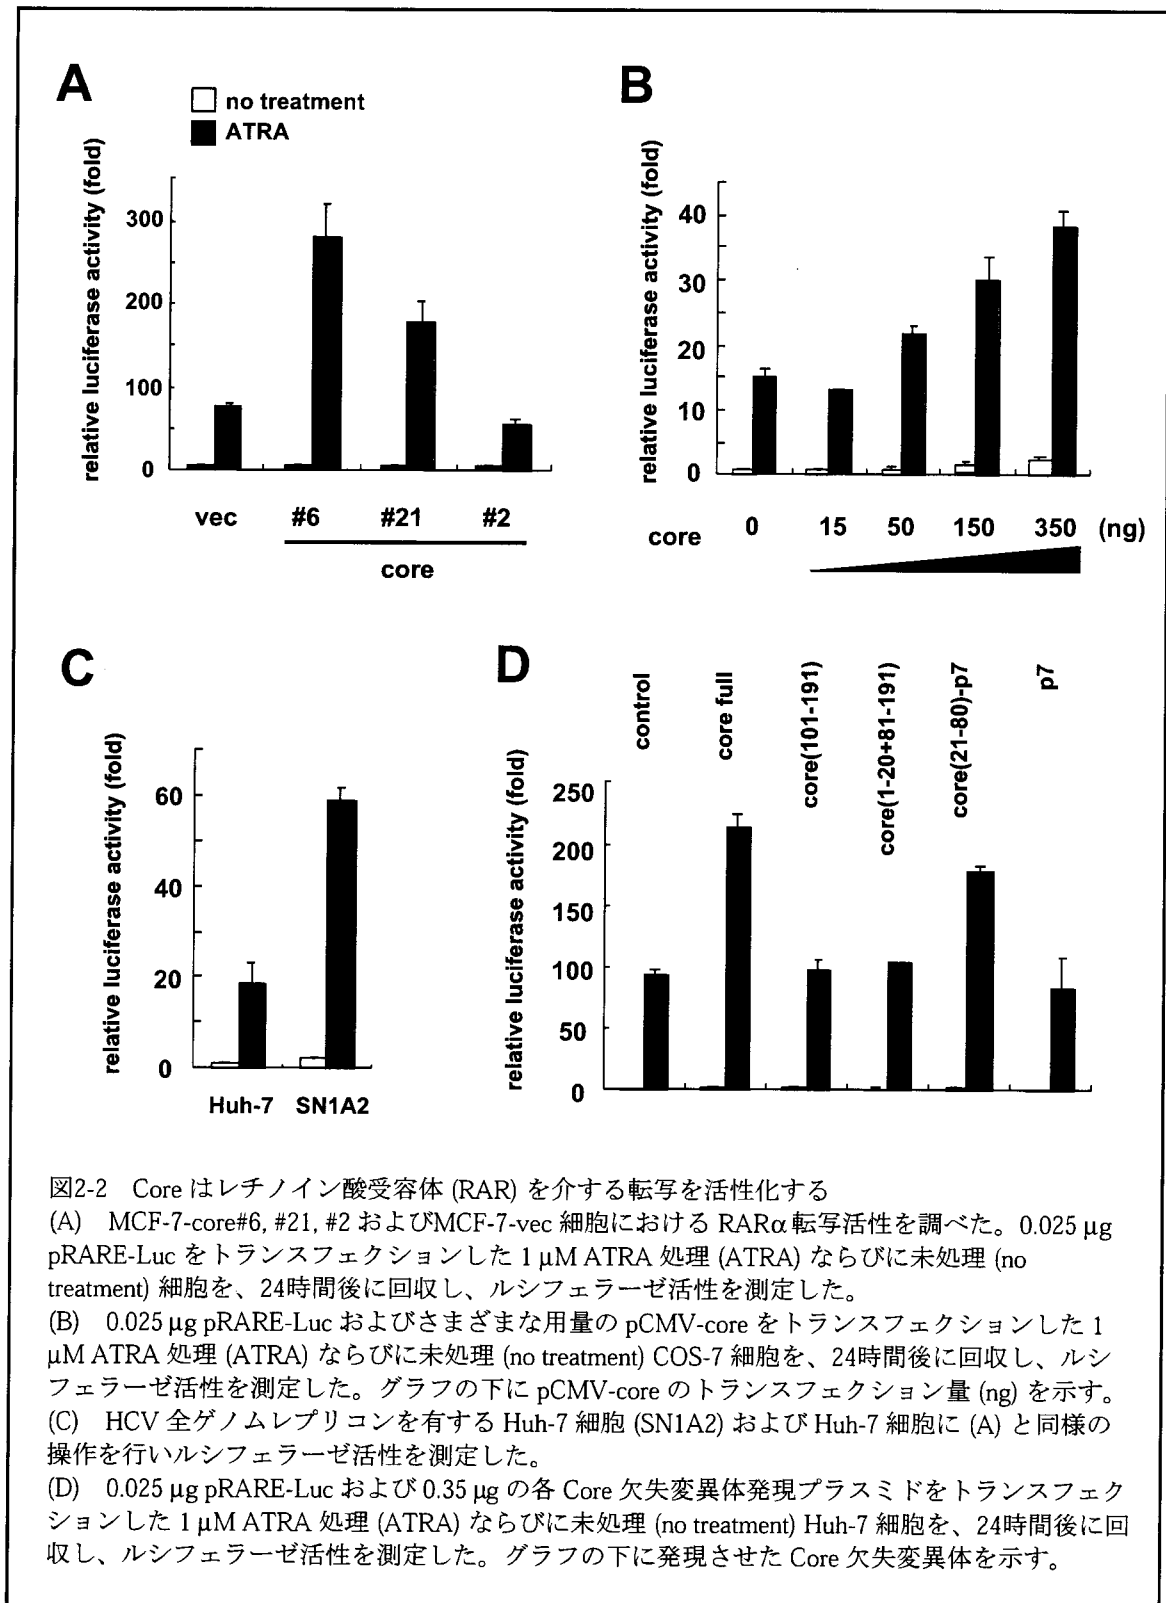 A
no treatment
ATRA
relative luciferase activity (fold)
300
200
100
0
vec #6 #21 #2
core
B
relative luciferase activity (fold)
40
30
20
10
0
core 0 15 50 150 350 (ng)
C
relative luciferase activity (fold)
60
40
20
0
Huh-7 SN1A2
D
control
core full
core(101-191)
core(1-20+81-191)
core(21-80)-p7
p7
relative luciferase activity (fold)
250
200
150
100
50
0
図2-2 Core はレチノイン酸受容体 (RAR) を介する転写を活性化する
(A) MCF-7-core#6, #21, #2 およびMCF-7-vec 細胞における RARα 転写活性を調べた。0.025 µg
pRARE-Luc をトランスフェクションした 1 µM ATRA 処理 (ATRA) ならびに未処理 (no
treatment) 細胞を、24時間後に回収し、ルシフェラーゼ活性を測定した。
(B) 0.025 µg pRARE-Luc およびさまざまな用量の pCMV-core をトランスフェクションした 1
µM ATRA 処理 (ATRA) ならびに未処理 (no treatment) COS-7 細胞を、24時間後に回収し、ルシ
フェラーゼ活性を測定した。グラフの下に pCMV-core のトランスフェクション量 (ng) を示す。
(C) HCV 全ゲノムレプリコンを有する Huh-7 細胞 (SN1A2) および Huh-7 細胞に (A) と同様の
操作を行いルシフェラーゼ活性を測定した。
(D) 0.025 µg pRARE-Luc および 0.35 µg の各 Core 欠失変異体発現プラスミドをトランスフェク
ションした 1 µM ATRA 処理 (ATRA) ならびに未処理 (no treatment) Huh-7 細胞を、24時間後に回
収し、ルシフェラーゼ活性を測定した。グラフの下に発現させた Core 欠失変異体を示す。